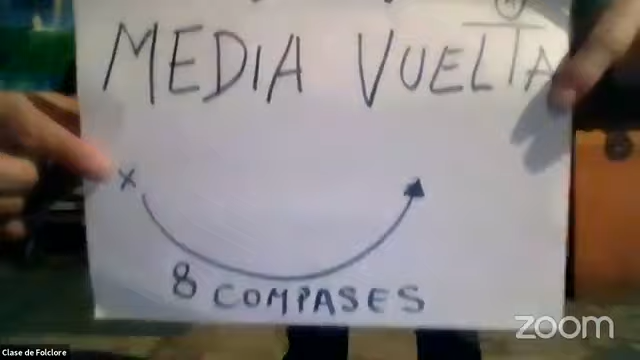 MEDIA VUELTA
x
8 COMPASES
zoom
Clase de Folclore